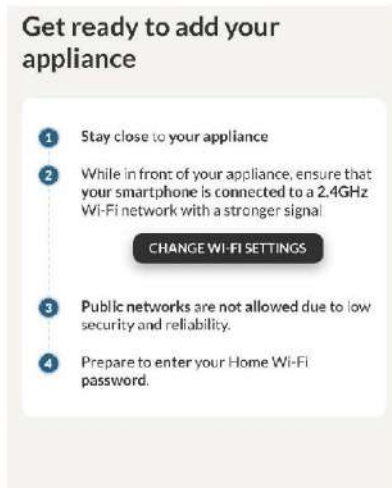 Get ready to add your
appliance
1 Stay close to your appliance
2 While in front of your appliance, ensure that
your smartphone is connected to a 2.4GHz
Wi-Fi network with a stronger signal
CHANGE WI-FI SETTINGS
3 Public networks are not allowed due to low
security and reliability.
4 Prepare to enter your Home Wi-Fi
password.